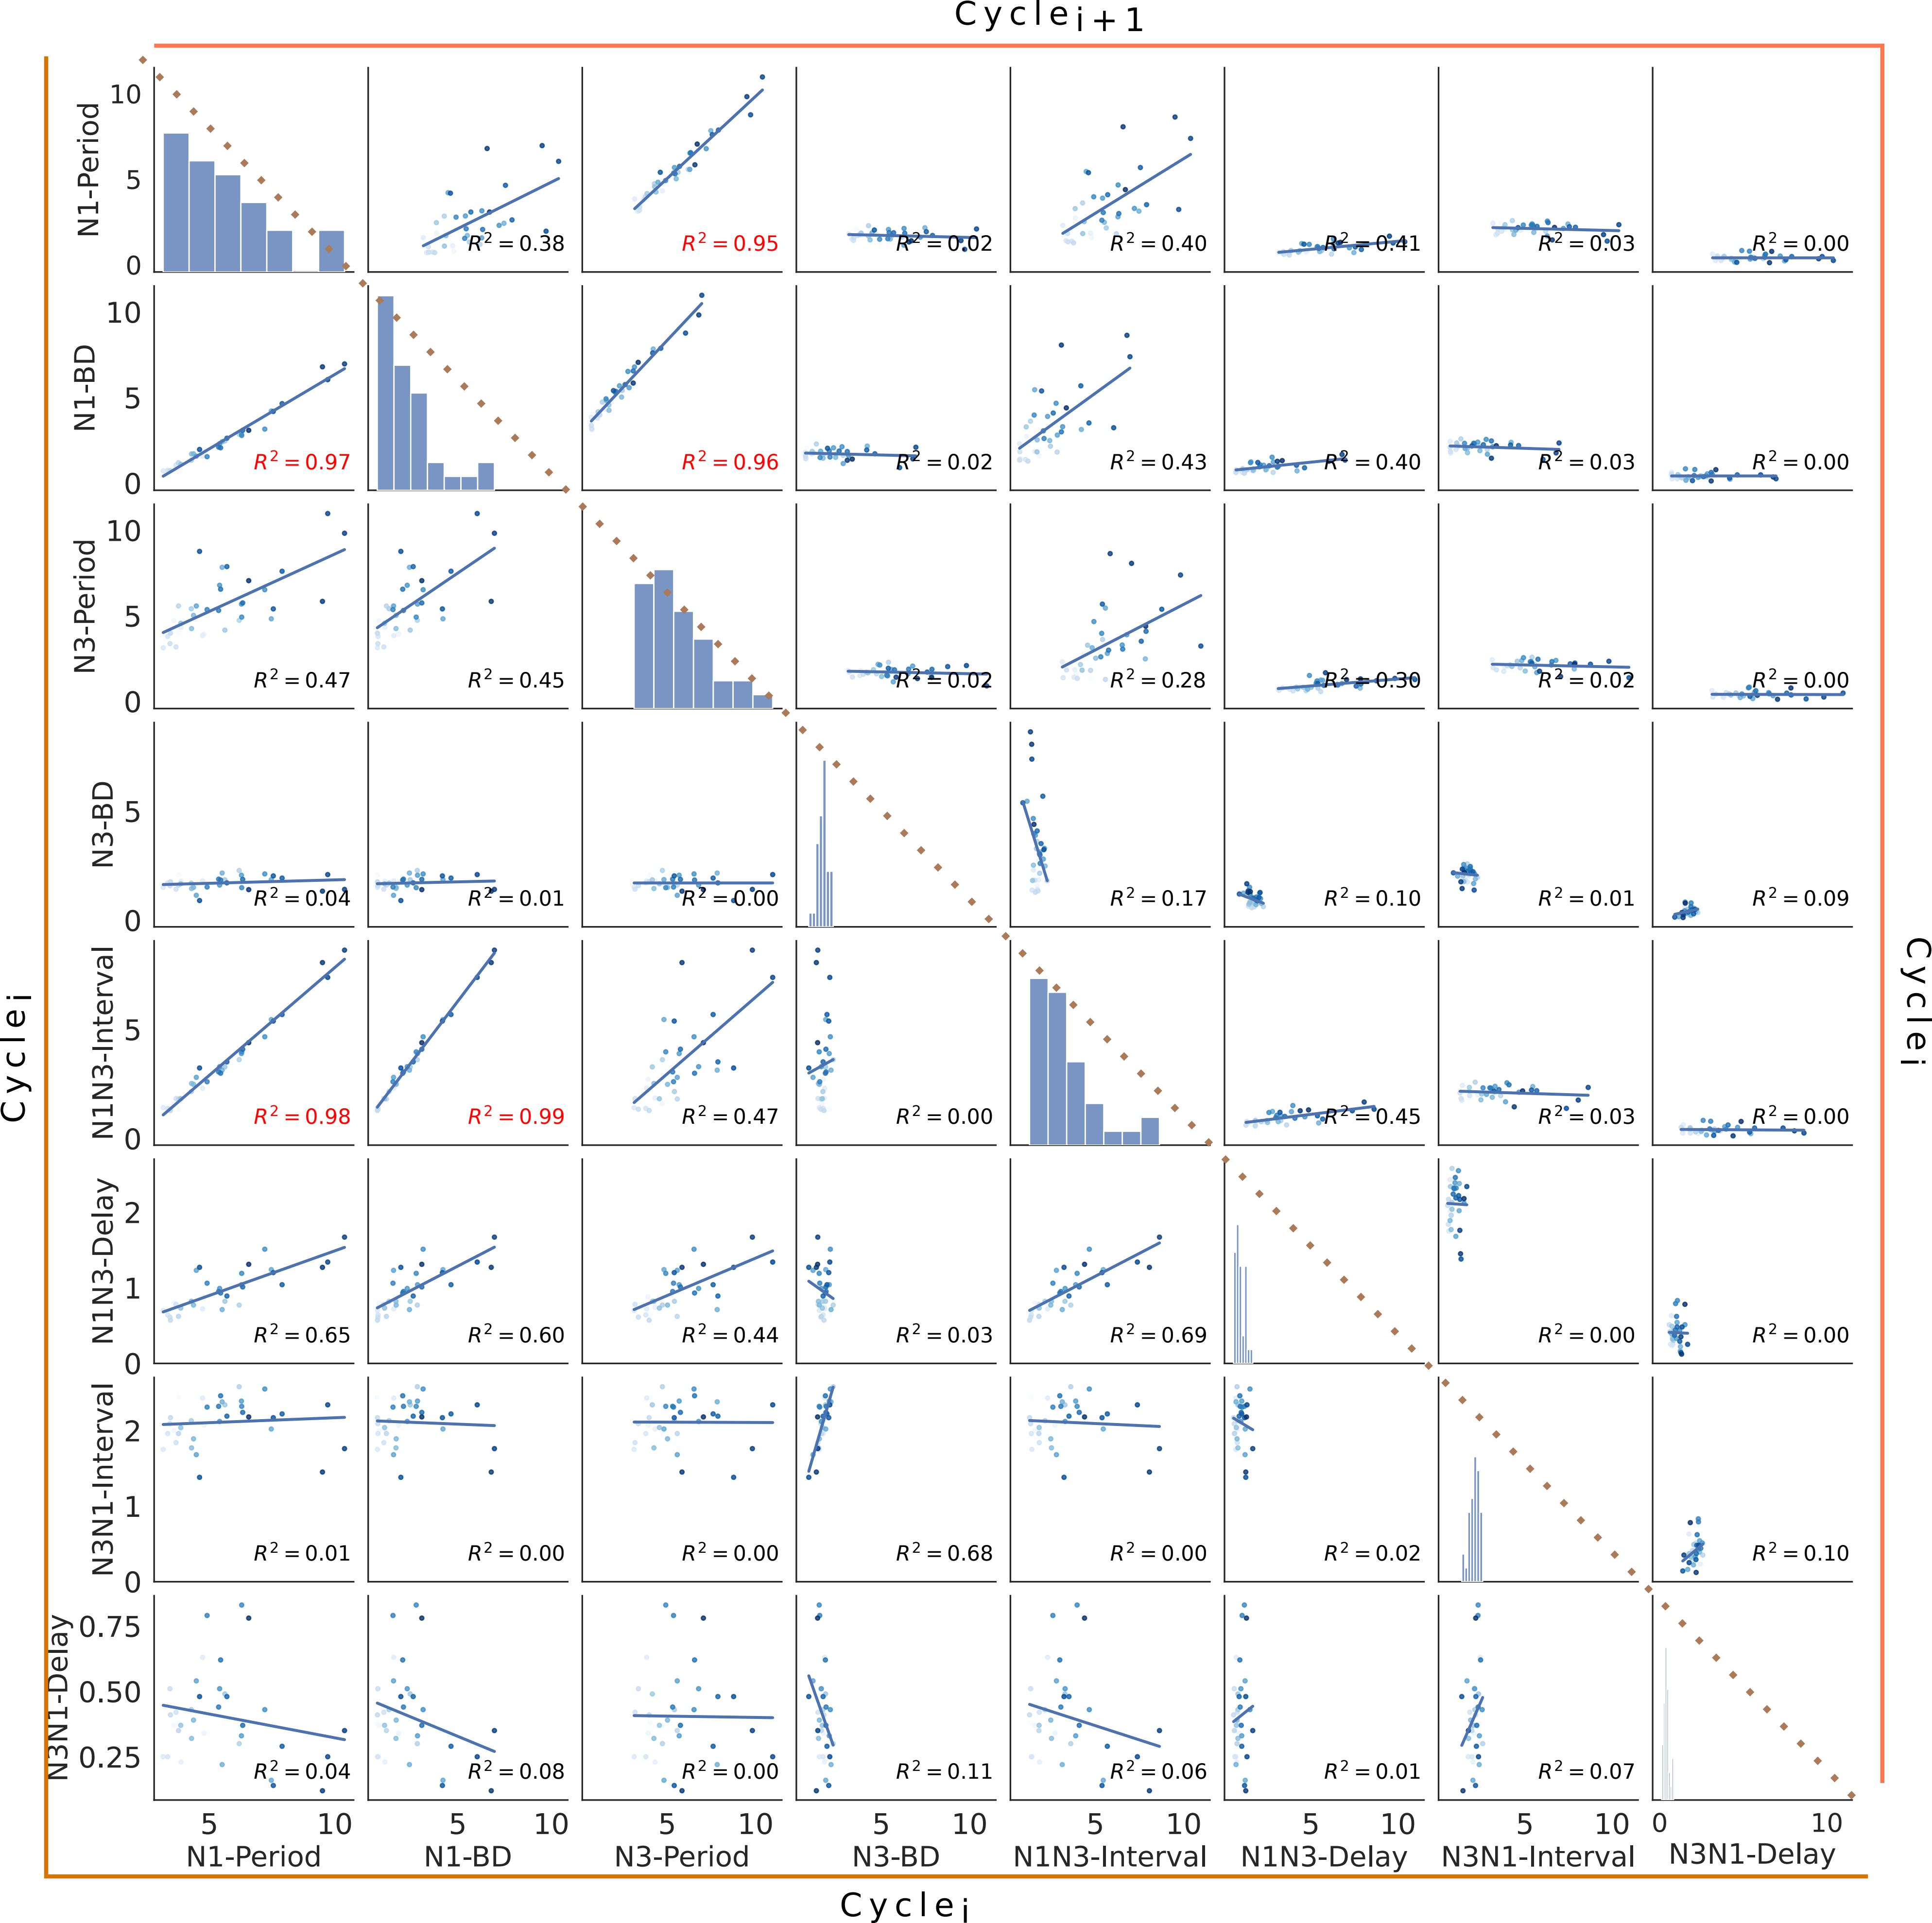 Cycle i+1
N1-Period
10
5
0
R² = 0.38
R² = 0.95
R² = 0.02
R² = 0.40
R² = 0.41
R² = 0.03
R² = 0.00
N1-BD
10
5
0
R² = 0.97
R² = 0.96
R² = 0.02
R² = 0.43
R² = 0.40
R² = 0.03
R² = 0.00
N3-Period
10
5
0
R² = 0.47
R² = 0.45
R² = 0.02
R² = 0.28
R² = 0.30
R² = 0.02
R² = 0.00
N3-BD
5
0
R² = 0.04
R² = 0.01
R² = 0.00
R² = 0.17
R² = 0.10
R² = 0.01
R² = 0.09
Cycle i
Cycle i
N1N3-Interval
5
0
R² = 0.98
R² = 0.99
R² = 0.47
R² = 0.00
R² = 0.45
R² = 0.03
R² = 0.00
N1N3-Delay
2
1
0
R² = 0.65
R² = 0.60
R² = 0.44
R² = 0.03
R² = 0.69
R² = 0.00
R² = 0.00
N3N1-Interval
2
1
0
R² = 0.01
R² = 0.00
R² = 0.00
R² = 0.68
R² = 0.00
R² = 0.02
R² = 0.10
N3N1-Delay
0.75
0.50
0.25
R² = 0.04
R² = 0.08
R² = 0.00
R² = 0.11
R² = 0.06
R² = 0.01
R² = 0.07
5 10 5 10 5 10 5 10 5 10 5 10 5 10 0 10
N1-Period N1-BD N3-Period N3-BD N1N3-Interval N1N3-Delay N3N1-Interval N3N1-Delay
Cycle i